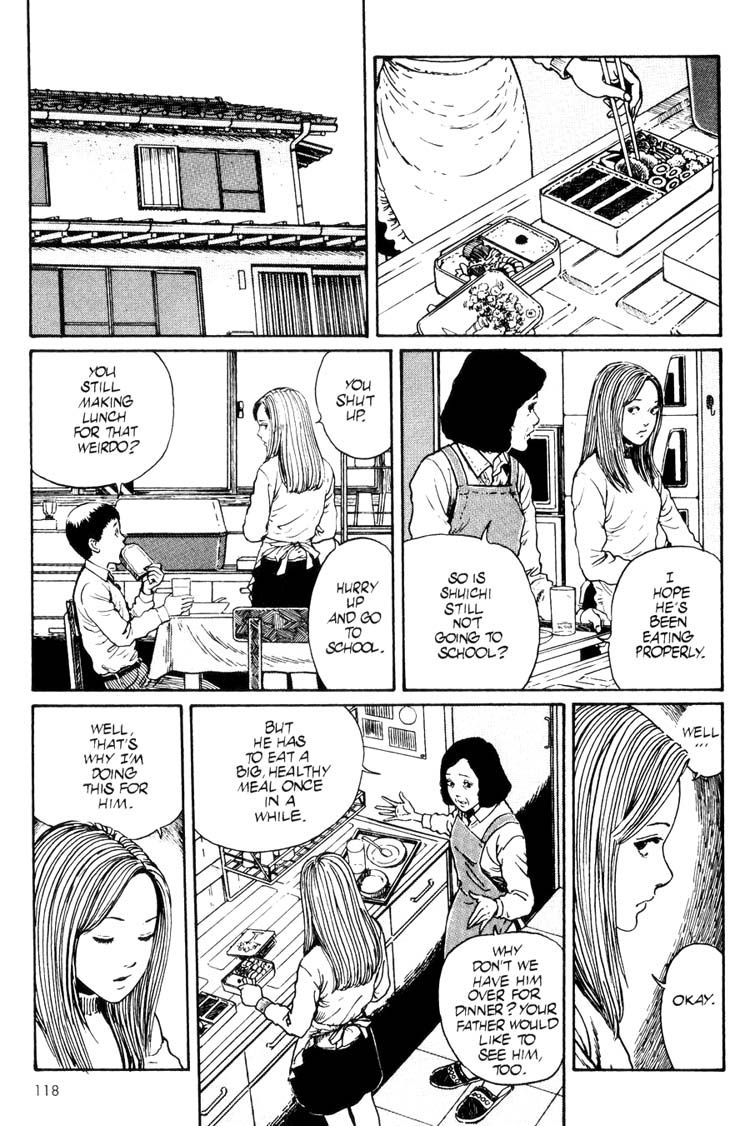 YOU
STILL
MAKING
LUNCH
FOR THAT
WEIRDO?
YOU
SHUT
UP.
HURRY
UP
AND GO
TO
SCHOOL.
SO IS
SHUICHI
STILL
NOT
GOING TO
SCHOOL?
I
HOPE
HE'S
BEEN
EATING
PROPERLY.
WELL,
THAT'S
WHY I'M
DOING
THIS FOR
HIM.
BUT
HE HAS
TO EAT A
BIG, HEALTHY
MEAL ONCE
IN A
WHILE.
WHY
DON'T WE
HAVE HIM
OVER FOR
DINNER? YOUR
FATHER WOULD
LIKE TO
SEE HIM,
TOO.
WELL
...
OKAY.
118